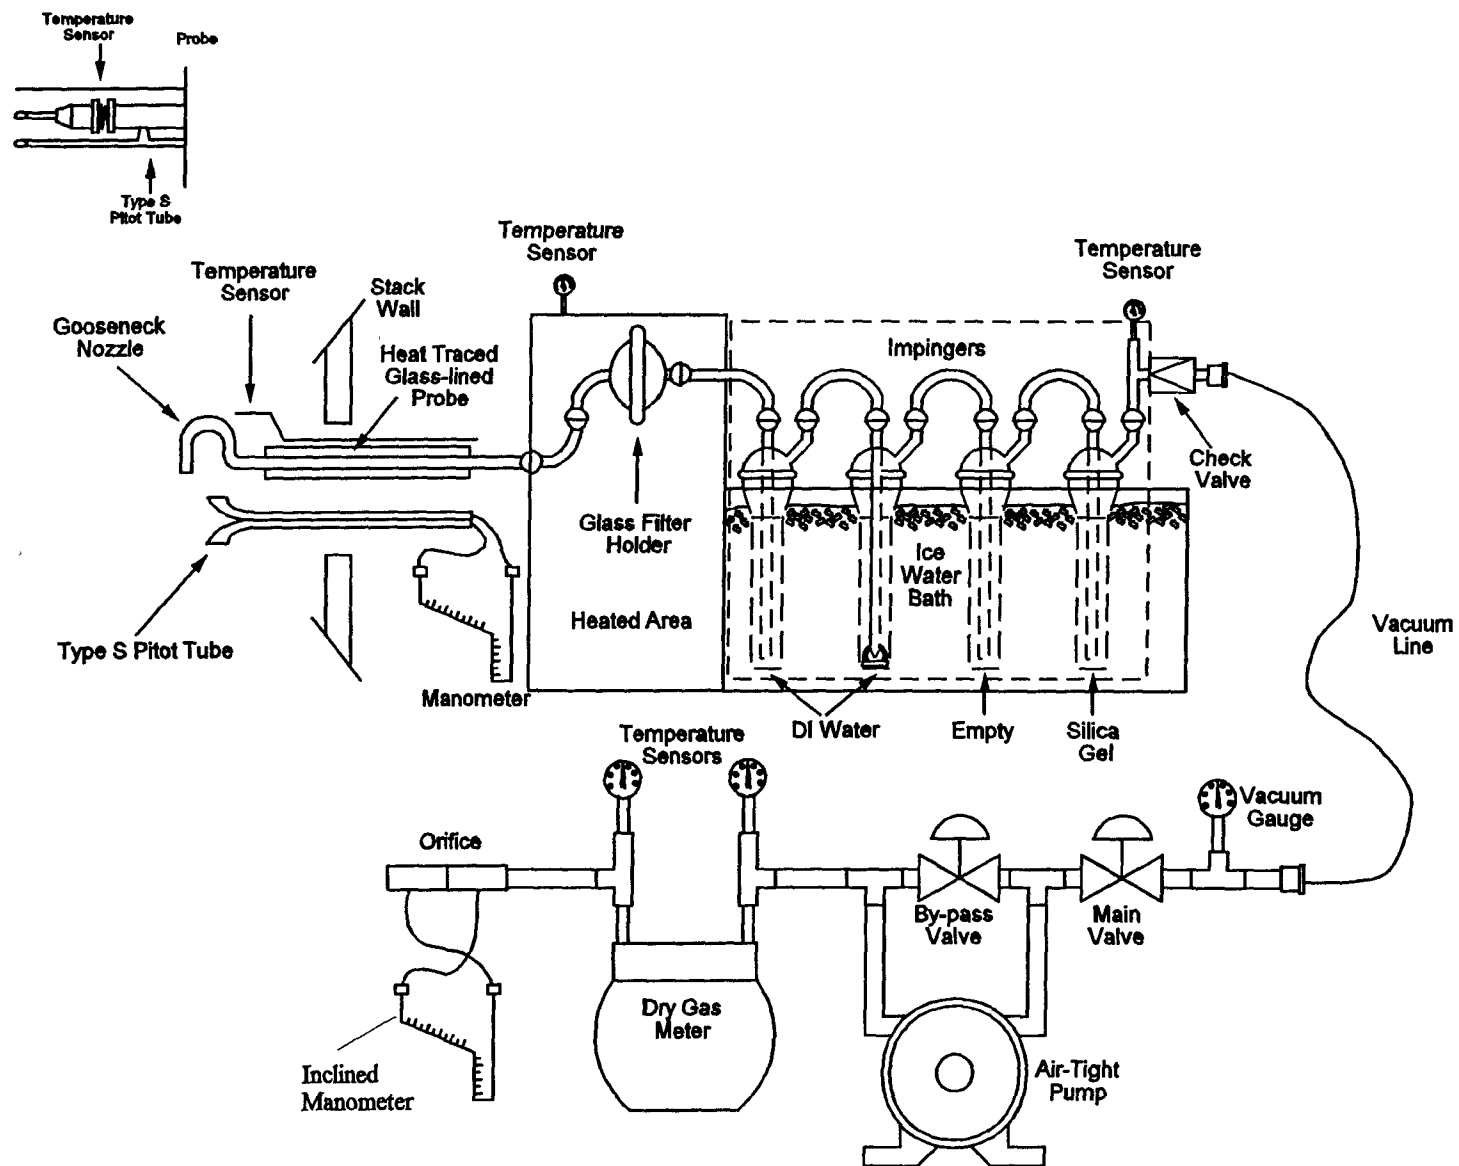 Temperature
Sensor
Probe
Type S
Pitot Tube
Temperature
Sensor
Temperature
Sensor
Temperature
Sensor
Stack
Wall
Gooseneck
Nozzle
Heat Traced
Glass-lined
Probe
Impingers
Check
Valve
Glass Filter
Holder
Ice
Water
Bath
Heated Area
Type S Pitot Tube
Vacuum
Line
Manometer
DI Water
Empty
Silica
Gel
Temperature
Sensors
Vacuum
Gauge
Orifice
By-pass
Valve
Main
Valve
Dry Gas
Meter
Air-Tight
Pump
Inclined
Manometer